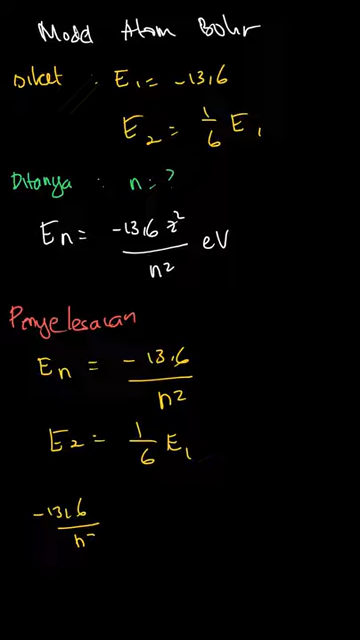 Model Atom Bohr
Diket : E₁ = -13,6
E₂ = 1/6 E₁
Ditanya : n = ?
En = -13,6 z²/n² eV
Penyelesaian
En = -13,6/n²
E₂ = 1/6 E₁
-13,6/n²